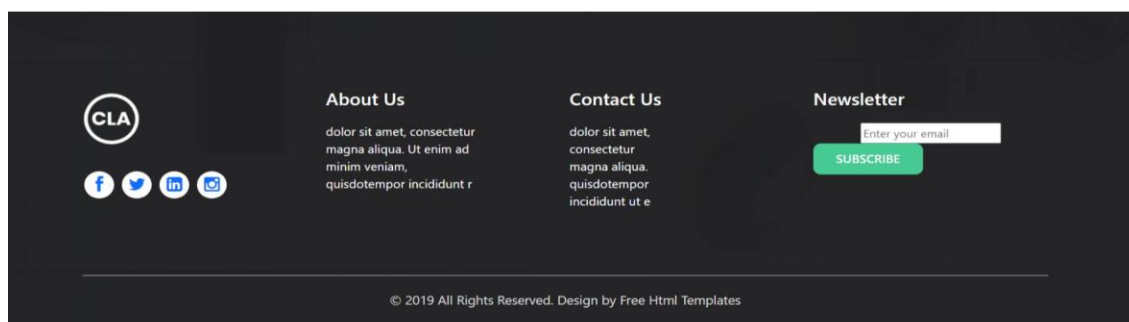 CLA
About Us
dolor sit amet, consectetur
magna aliqua. Ut enim ad
minim veniam,
quisdotempor incididunt r
Contact Us
dolor sit amet,
consectetur
magna aliqua.
quisdotempor
incididunt ut e
Newsletter
Enter your email
SUBSCRIBE
© 2019 All Rights Reserved. Design by Free Html Templates